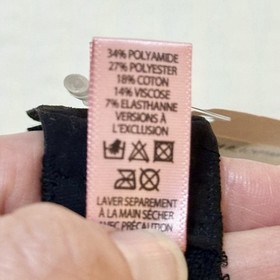 34% POLYAMIDE
27% POLYESTER
18% COTON
14% VISCOSE
7% ELASTHANNE
VERSIONS À
L'EXCLUSION
LAVER SEPAREMENT
À LA MAIN SÉCHER
AVEC PRÉCAUTION